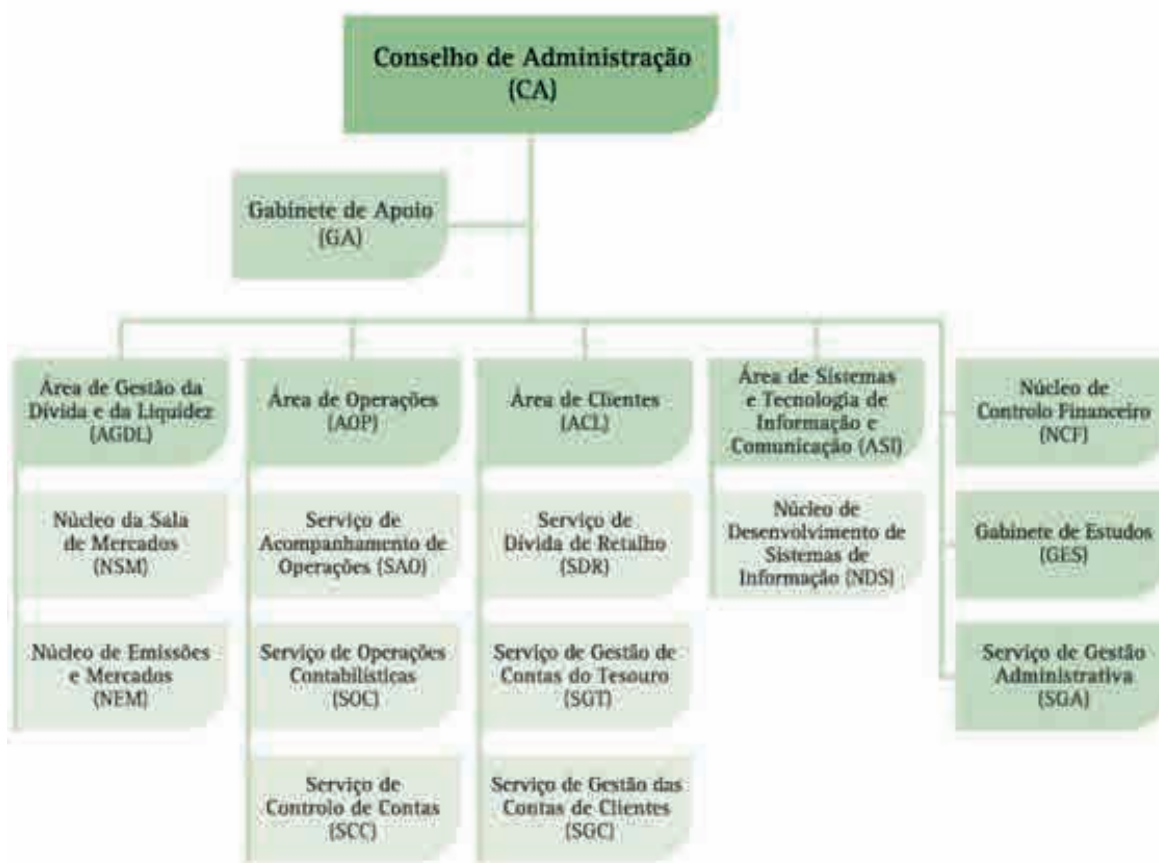 Conselho de Administração
(CA)
Gabinete de Apoio
(GA)
Área de Gestão da
Dívida e da Liquidez
(AGDL)
Núcleo da Sala
de Mercados
(NSM)
Núcleo de Emissões
e Mercados
(NEM)
Área de Operações
(AOP)
Serviço de
Acompanhamento de
Operações (SAO)
Serviço de Operações
Contabilísticas
(SOC)
Serviço de
Controlo de Contas
(SCC)
Área de Clientes
(ACL)
Serviço de
Dívida de Retalho
(SDR)
Serviço de Gestão de
Contas do Tesouro
(SGT)
Serviço de Gestão das
Contas de Clientes
(SGC)
Área de Sistemas
e Tecnologia de
Informação e
Comunicação (ASI)
Núcleo de
Desenvolvimento de
Sistemas de
Informação (NDS)
Núcleo de
Controlo Financeiro
(NCF)
Gabinete de Estudos
(GES)
Serviço de Gestão
Administrativa
(SGA)